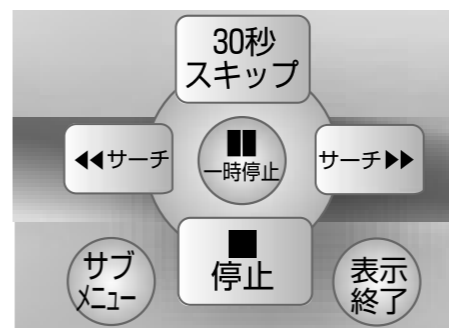 30秒
スキップ
◀◀サーチ
一時停止
サーチ▶▶
停止
サブ
メニュー
表示
終了